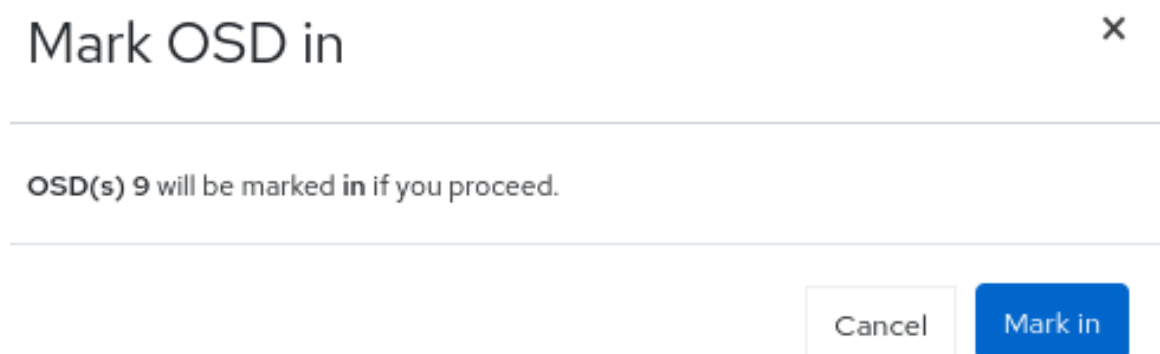 Mark OSD in
×
OSD(s) 9 will be marked in if you proceed.
Cancel
Mark in